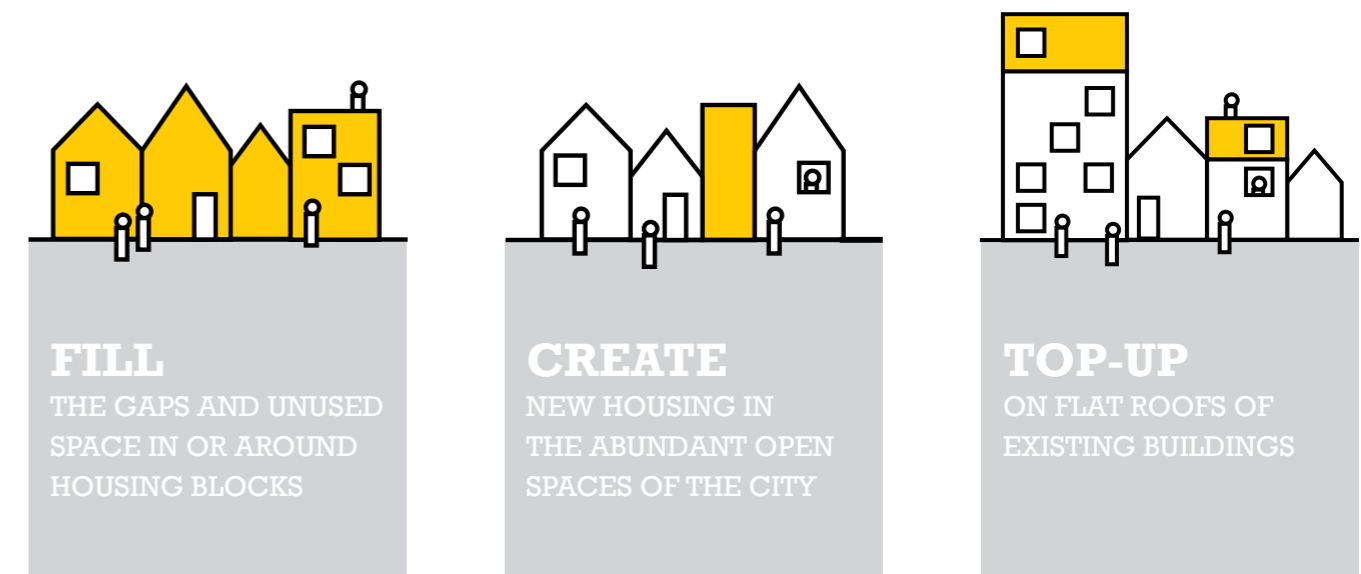 FILL
THE GAPS AND UNUSED
SPACE IN OR AROUND
HOUSING BLOCKS
CREATE
NEW HOUSING IN
THE ABUNDANT OPEN
SPACES OF THE CITY
TOP-UP
ON FLAT ROOFS OF
EXISTING BUILDINGS